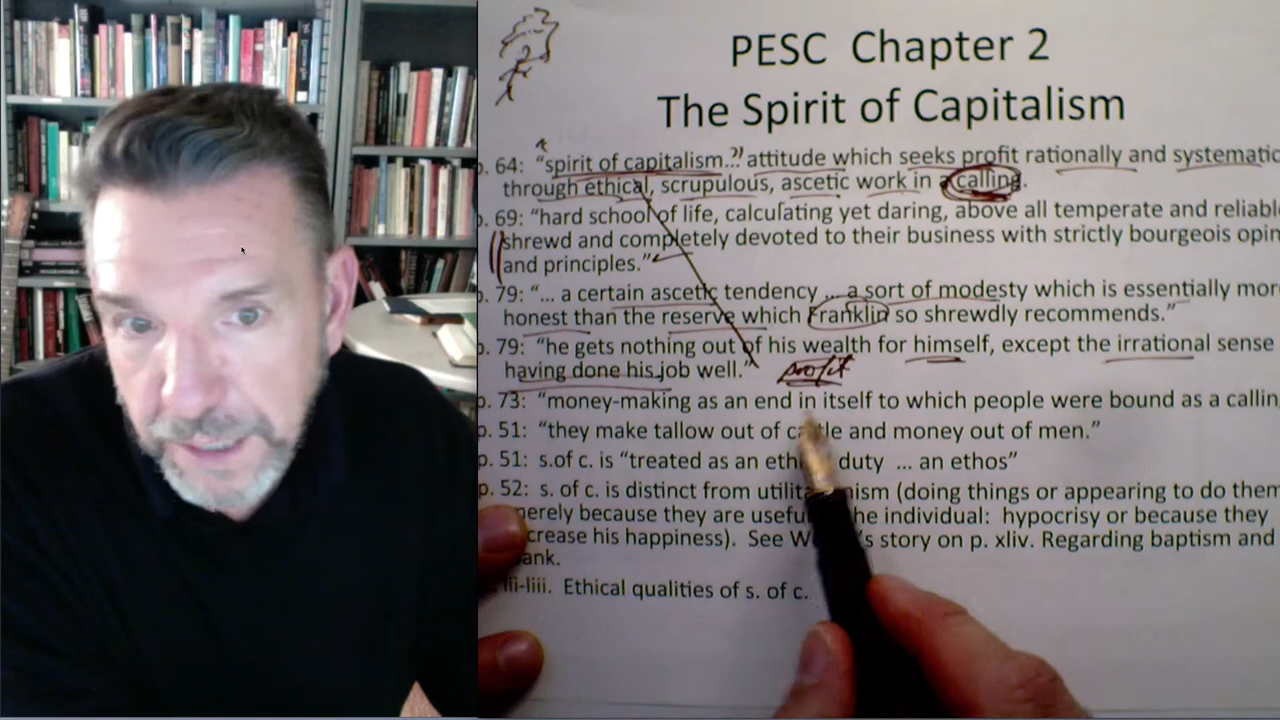 PESC Chapter 2
The Spirit of Capitalism
p. 64: “spirit of capitalism...” attitude which seeks profit rationally and systematic
through ethical, scrupulous, ascetic work in a calling.
p. 69: “hard school of life, calculating yet daring, above all temperate and reliabl
shrewd and completely devoted to their business with strictly bourgeois opin
and principles.”
p. 79: “... a certain ascetic tendency ... a sort of modesty which is essentially mor
honest than the reserve which Franklin so shrewdly recommends.”
p. 79: “he gets nothing out of his wealth for himself, except the irrational sense
having done his job well.” profit
p. 73: “money-making as an end in itself to which people were bound as a callin
p. 51: “they make tallow out of cattle and money out of men.”
p. 51: s.of c. is “treated as an duty ... an ethos”
p. 52: s. of c. is distinct from (doing things or appearing to do them
merely because they are useful the individual: hypocrisy or because they
crease his happiness). See story on p. xliv. Regarding baptism and
ank.
iii-liii. Ethical qualities of s. of c.